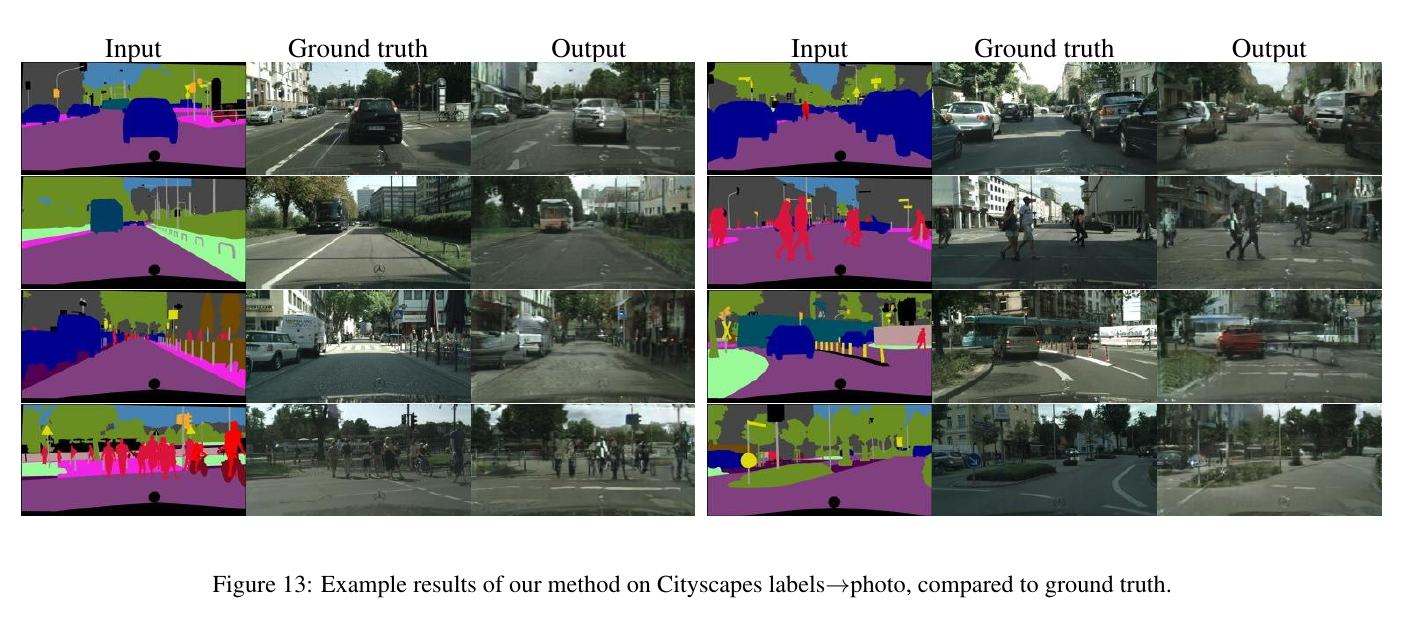 Input Ground truth Output Input Ground truth Output
Figure 13: Example results of our method on Cityscapes labels→photo, compared to ground truth.